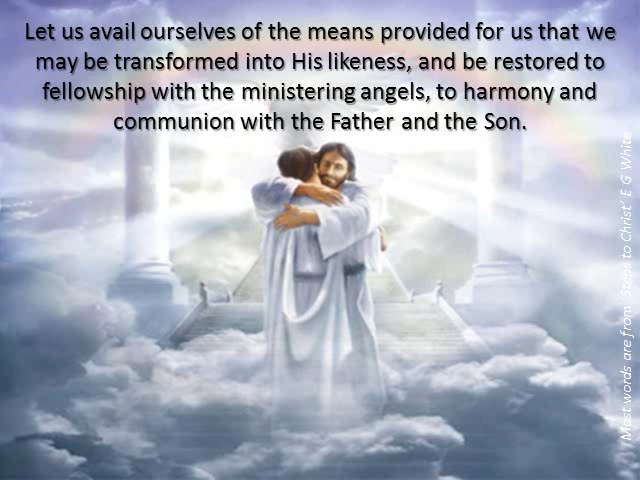 Let us avail ourselves of the means provided for us that we
may be transformed into His likeness, and be restored to
fellowship with the ministering angels, to harmony and
communion with the Father and the Son.
Most words are from 'Steps to Christ' E G White